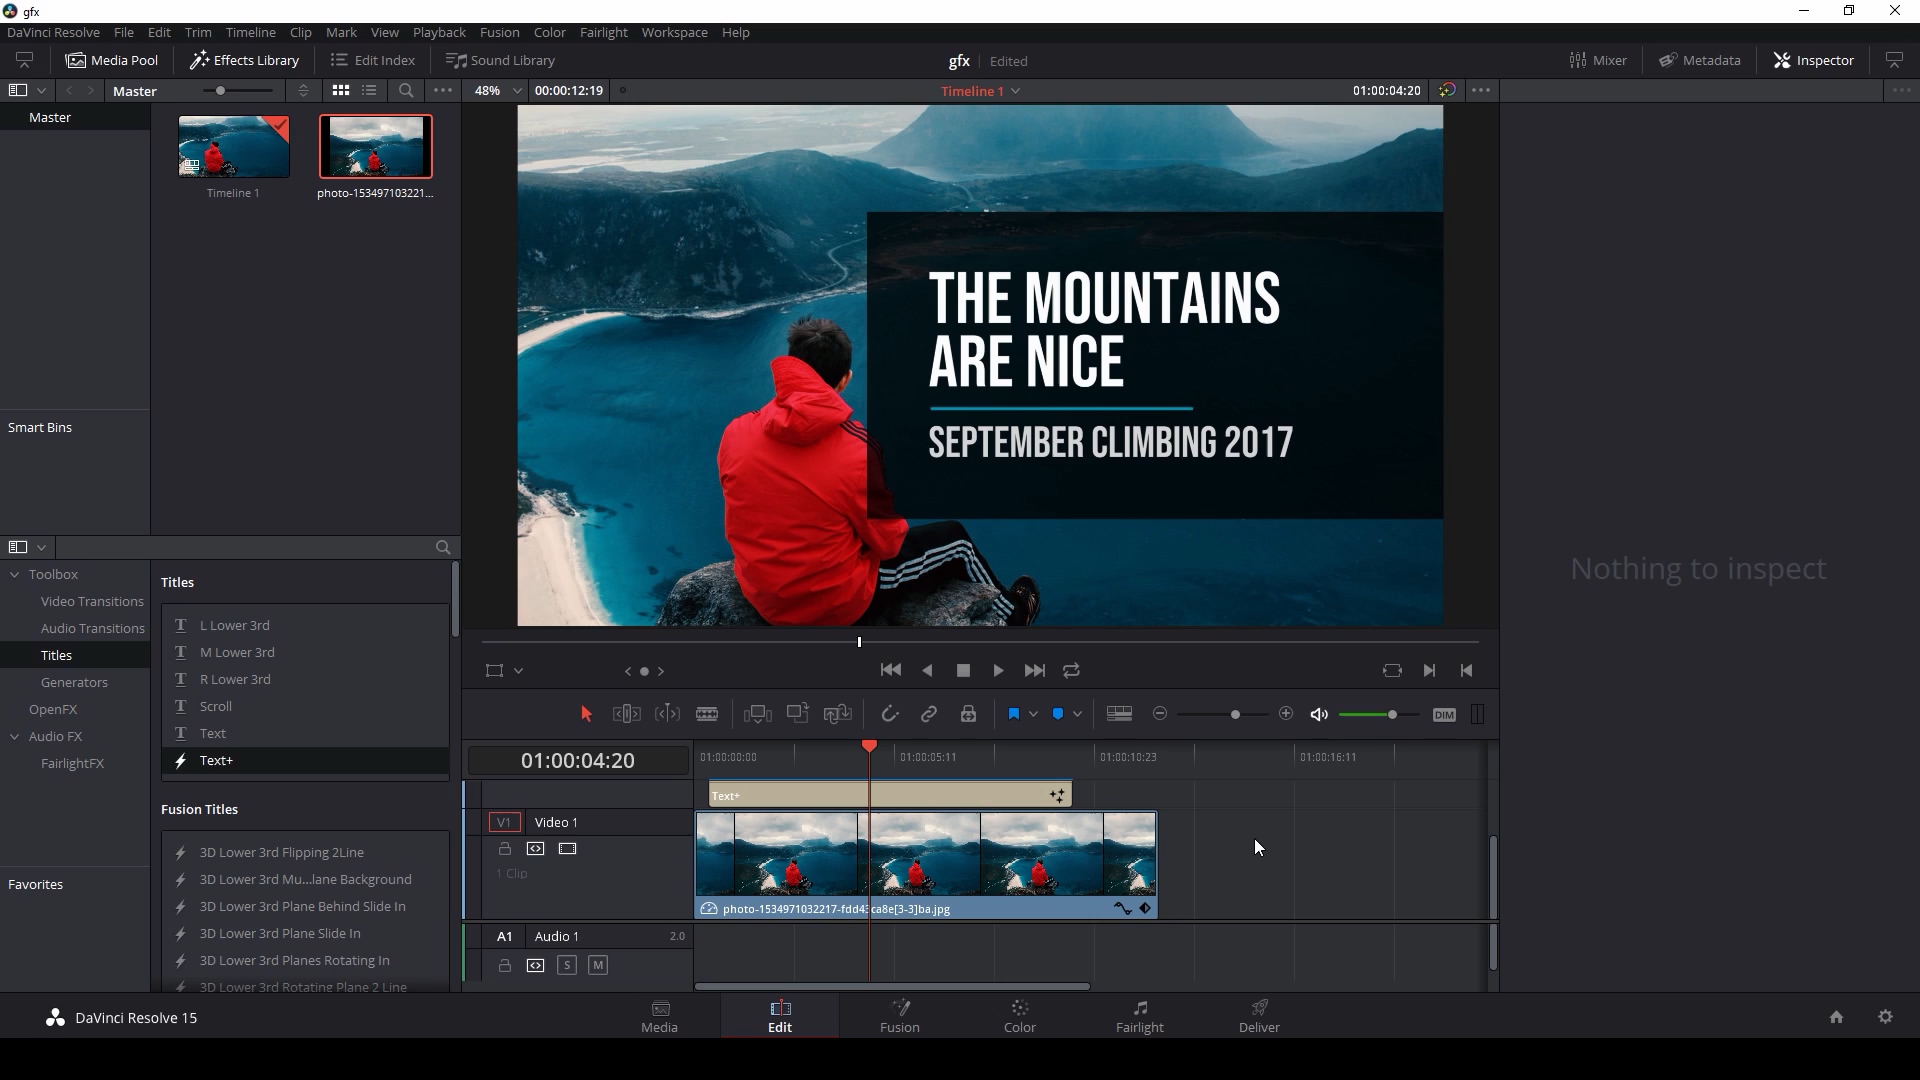 gfx
DaVinci Resolve File Edit Trim Timeline Clip Mark View Playback Fusion Color Fairlight Workspace Help
Media Pool Effects Library Edit Index Sound Library gfx Edited Mixer Metadata Inspector
Master 48% 00:00:12:19 Timeline 1 01:00:04:20
Master
Timeline 1 photo-153497103221...
THE MOUNTAINS
ARE NICE
SEPTEMBER CLIMBING 2017
Smart Bins
Nothing to inspect
Toolbox
Video Transitions
Audio Transitions
Titles
Generators
OpenFX
Audio FX
FairlightFX
Favorites
Titles
L Lower 3rd
M Lower 3rd
R Lower 3rd
Scroll
Text
Text+
Fusion Titles
3D Lower 3rd Flipping 2Line
3D Lower 3rd Mu...lane Background
3D Lower 3rd Plane Behind Slide In
3D Lower 3rd Plane Slide In
3D Lower 3rd Planes Rotating In
3D Lower 3rd Rotating Plane 2 Line
DIM
01:00:04:20 01:00:00:00 01:00:05:11 01:00:10:23 01:00:16:11
Text+
V1 Video 1
1 Clip
A1 Audio 1 2.0
S M
DaVinci Resolve 15 Media Edit Fusion Color Fairlight Deliver